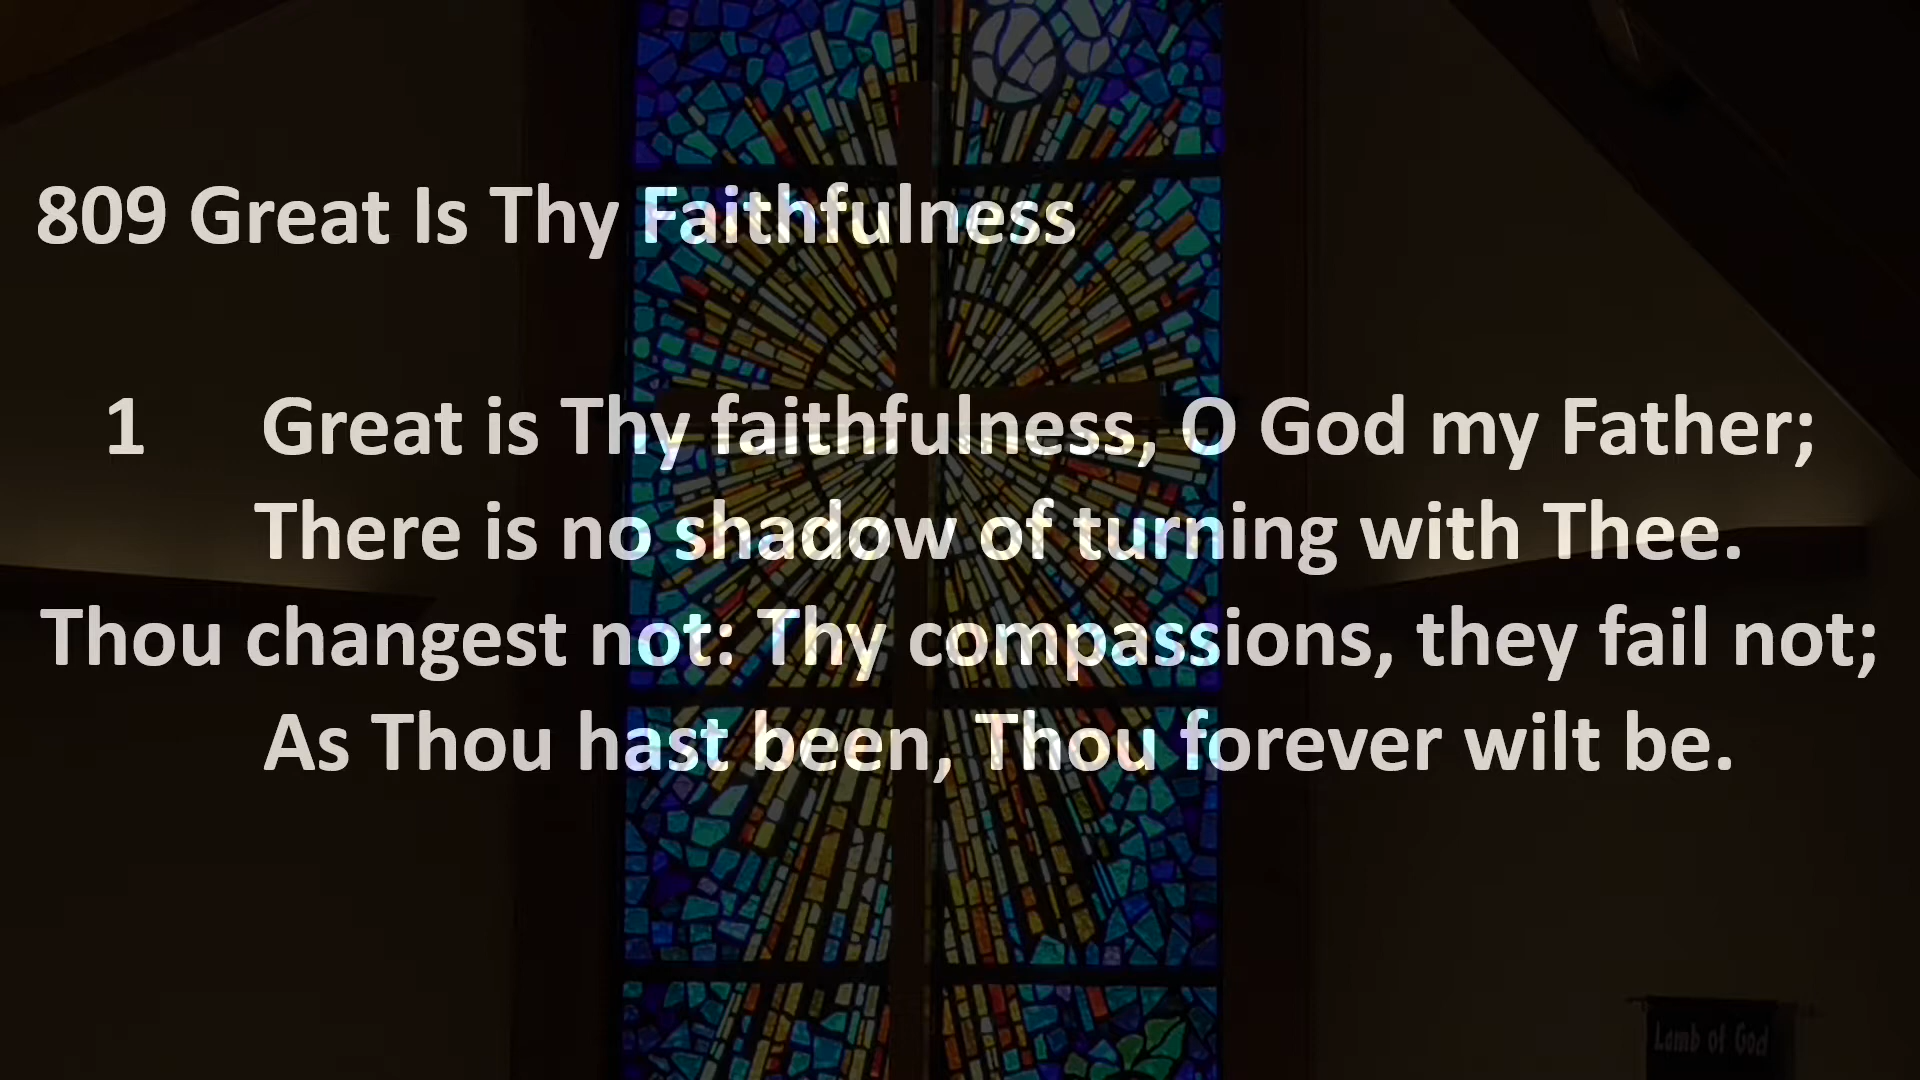 809 Great Is Thy Faithfulness
1 Great is Thy faithfulness, O God my Father;
There is no shadow of turning with Thee.
Thou changest not: Thy compassions, they fail not;
As Thou hast been, Thou forever wilt be.
Lamb of God